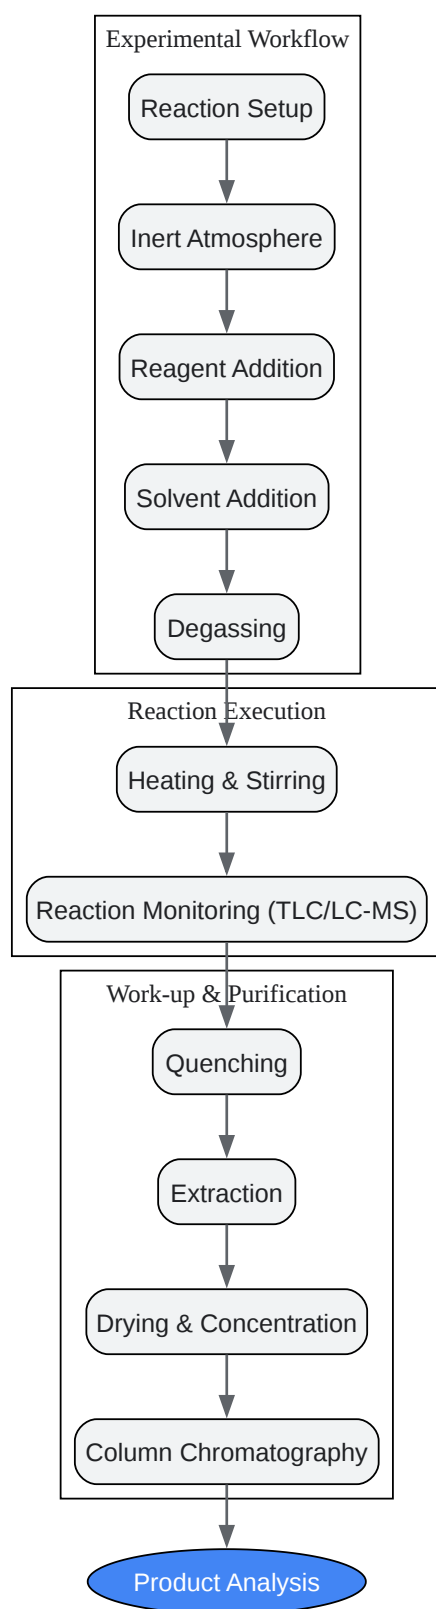 Experimental Workflow
Reaction Setup
Inert Atmosphere
Reagent Addition
Solvent Addition
Degassing
Reaction Execution
Heating & Stirring
Reaction Monitoring (TLC/LC-MS)
Work-up & Purification
Quenching
Extraction
Drying & Concentration
Column Chromatography
Product Analysis